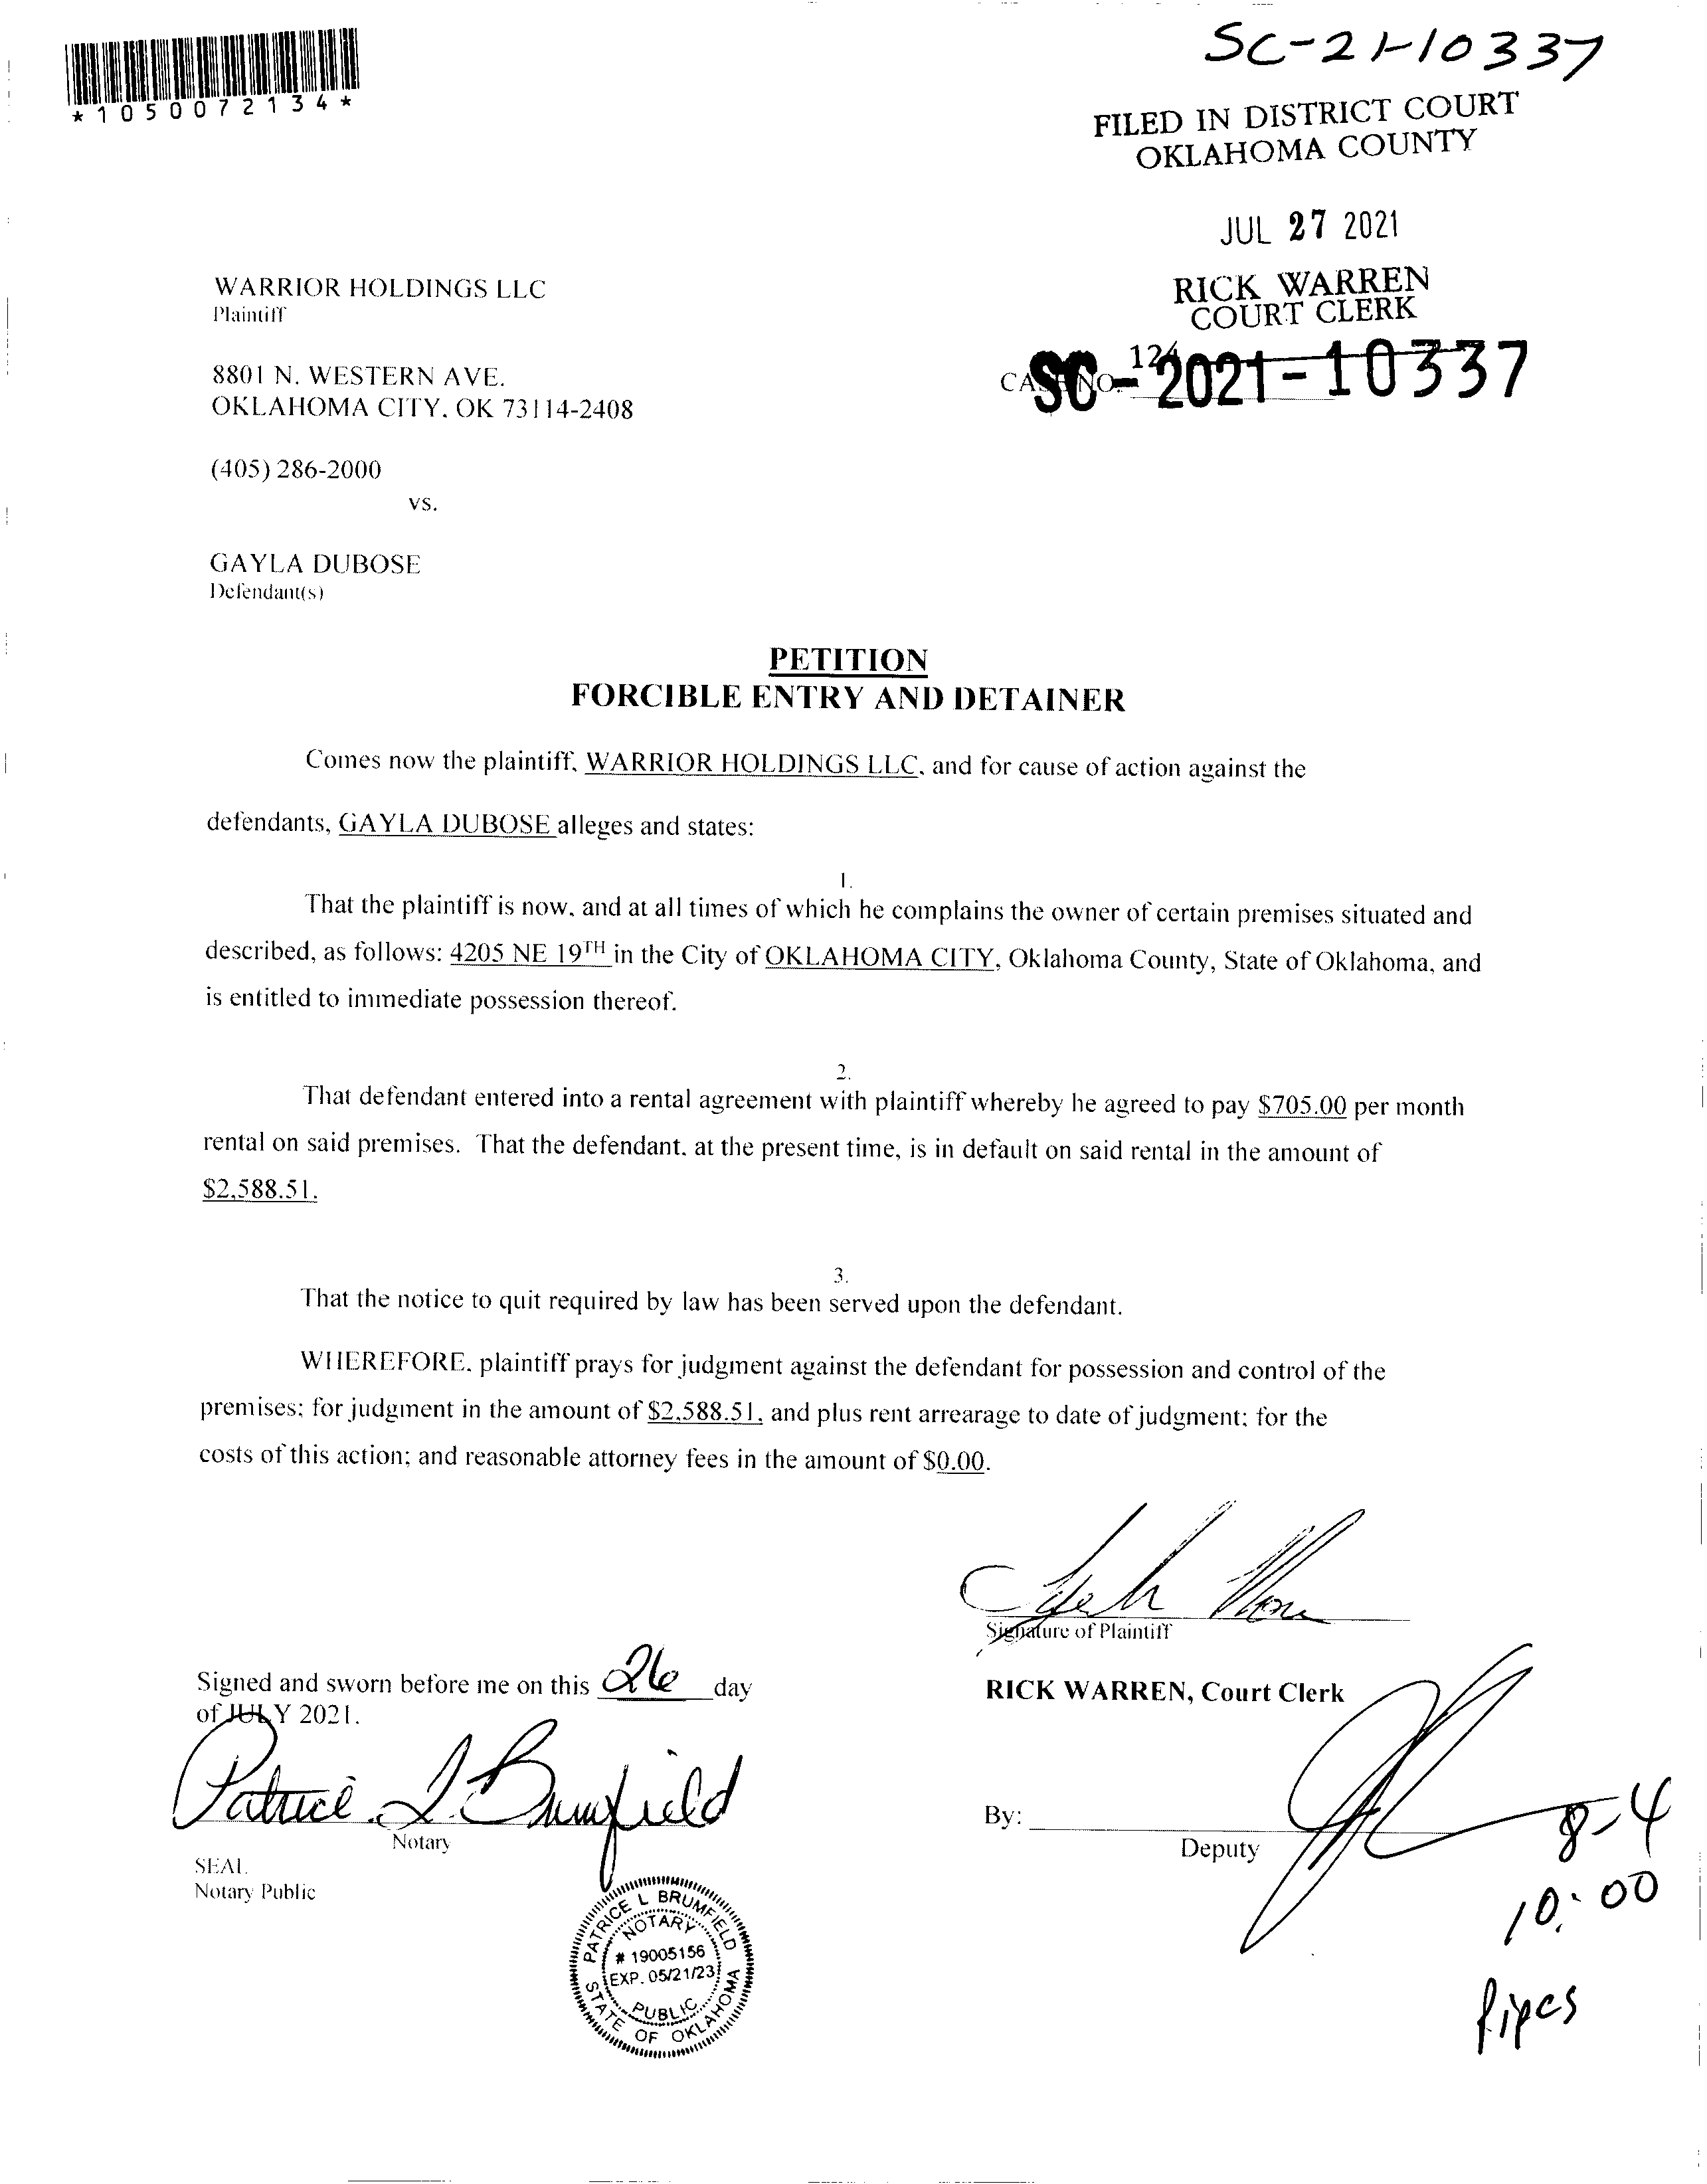 SC-21-10337
*1050072134*
FILED IN DISTRICT COURT
OKLAHOMA COUNTY
JUL 27 2021
RICK WARREN
COURT CLERK
124
CASE NO.
SC-2021-10337
WARRIOR HOLDINGS LLC
Plaintiff
8801 N. WESTERN AVE.
OKLAHOMA CITY, OK 73114-2408
(405) 286-2000
vs.
GAYLA DUBOSE
Defendant(s)
PETITION
FORCIBLE ENTRY AND DETAINER
Comes now the plaintiff, WARRIOR HOLDINGS LLC, and for cause of action against the
defendants, GAYLA DUBOSE alleges and states:
1.
That the plaintiff is now, and at all times of which he complains the owner of certain premises situated and
described, as follows: 4205 NE 19TH in the City of OKLAHOMA CITY, Oklahoma County, State of Oklahoma, and
is entitled to immediate possession thereof.
2.
That defendant entered into a rental agreement with plaintiff whereby he agreed to pay $705.00 per month
rental on said premises. That the defendant, at the present time, is in default on said rental in the amount of
$2,588.51.
3.
That the notice to quit required by law has been served upon the defendant.
WHEREFORE, plaintiff prays for judgment against the defendant for possession and control of the
premises; for judgment in the amount of $2,588.51, and plus rent arrearage to date of judgment; for the
costs of this action; and reasonable attorney fees in the amount of $0.00.
Signature of Plaintiff
Signed and sworn before me on this 26 day
of JULY 2021.
RICK WARREN, Court Clerk
Patrice L Brumfield
Notary
By:
Deputy
8-4
10:00
Pipes
SEAL
Notary Public
PATRICE L BRUMFIELD
NOTARY
# 19005156
EXP. 05/21/23
PUBLIC
STATE OF OKLAHOMA